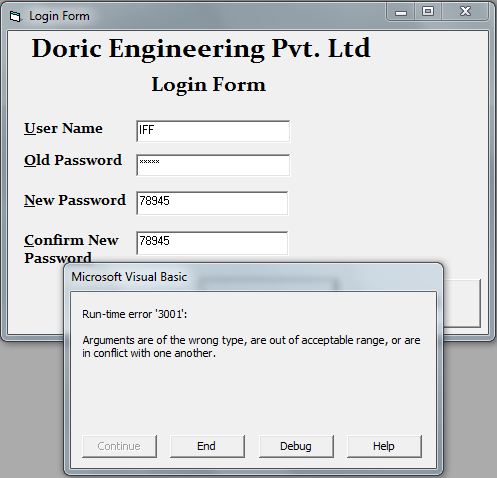 Login Form
Doric Engineering Pvt. Ltd
Login Form
User Name
IFF
Old Password
*****
New Password
78945
Confirm New
Password
78945
Microsoft Visual Basic
Run-time error '3001':
Arguments are of the wrong type, are out of acceptable range, or are
in conflict with one another.
Continue
End
Debug
Help